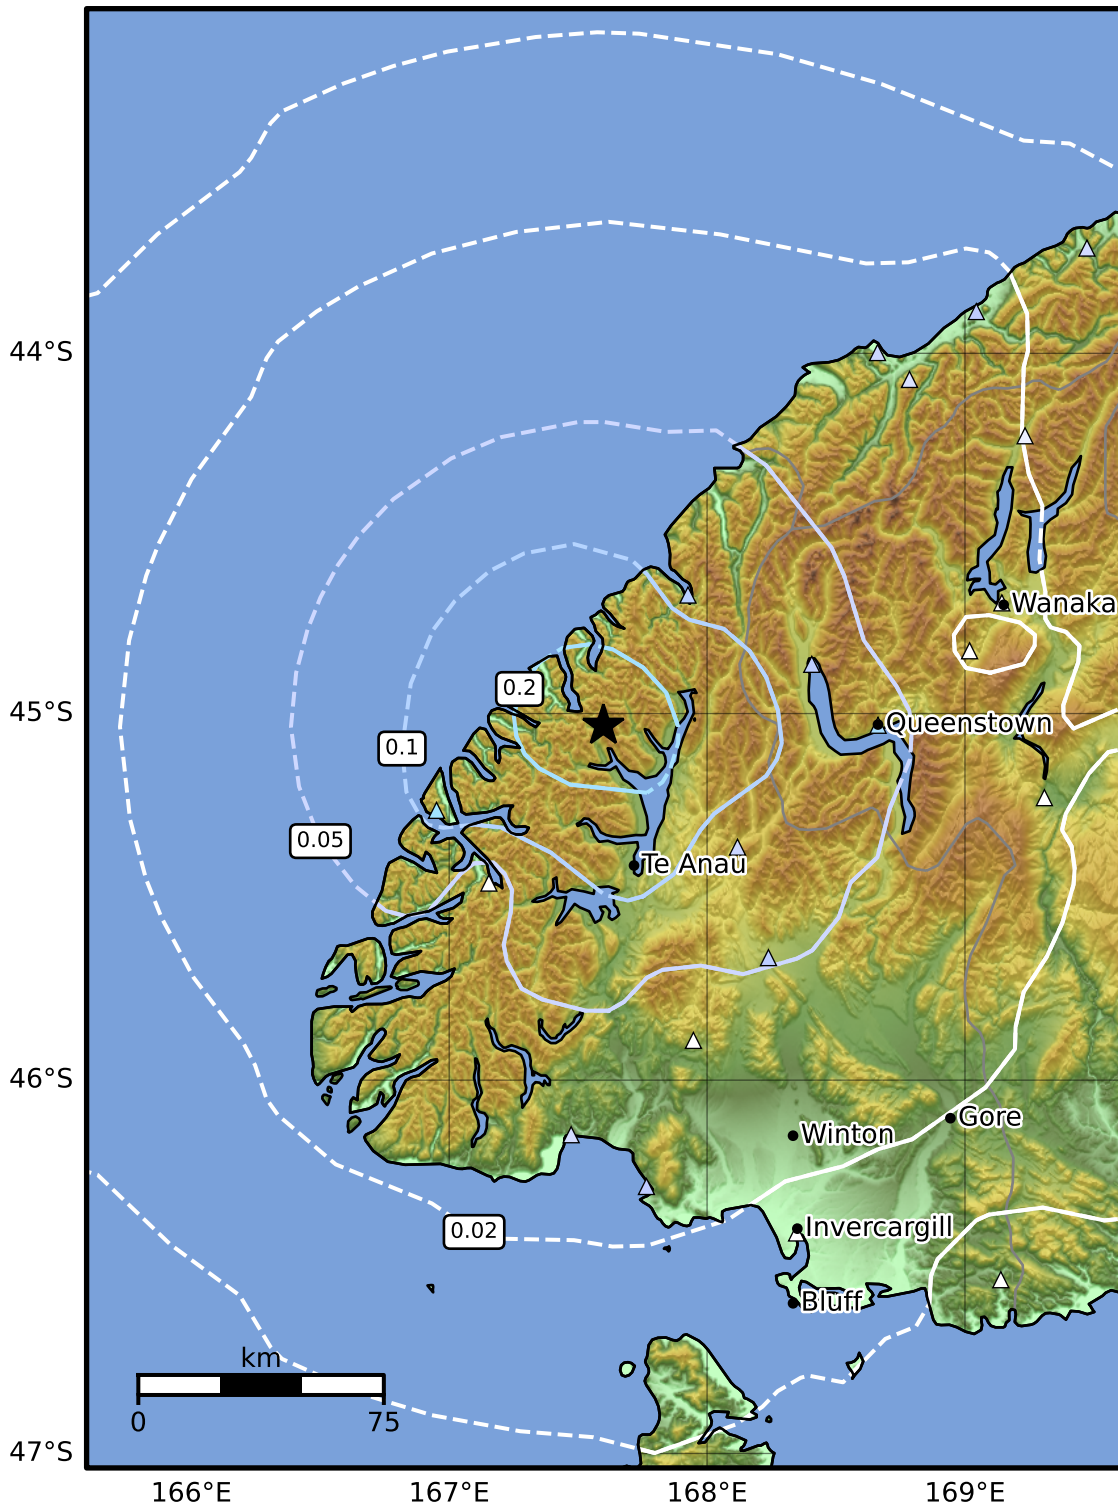 44°S
Wanaka
0.2
45°S
Queenstown
0.1
0.05
Te Anau
46°S
Gore
Winton
0.02
Invercargill
Bluff
km
0 75
47°S
166°E 167°E 168°E 169°E